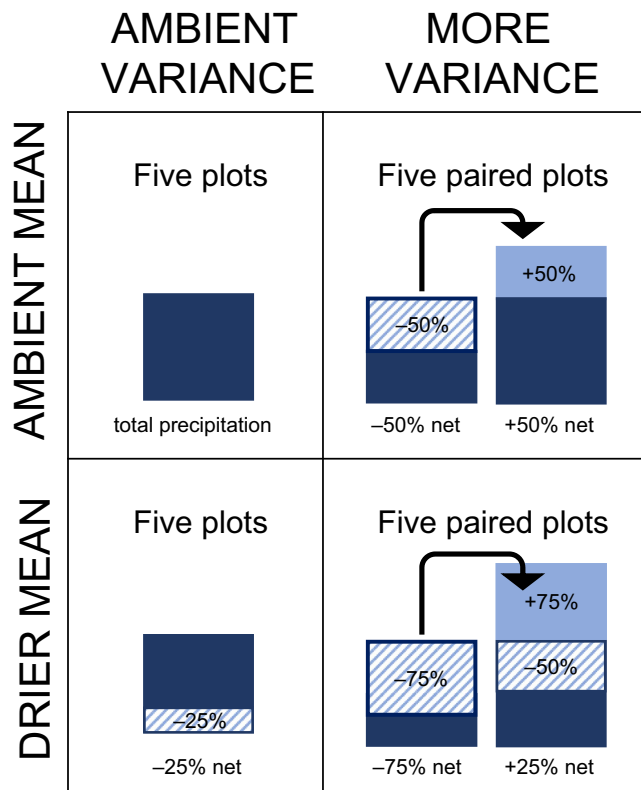 AMBIENT
VARIANCE
MORE
VARIANCE
AMBIENT MEAN
Five plots
total precipitation
Five paired plots
–50%
+50%
–50% net
+50% net
DRIER MEAN
Five plots
–25%
–25% net
Five paired plots
+75%
–75%
–50%
–75% net
+25% net